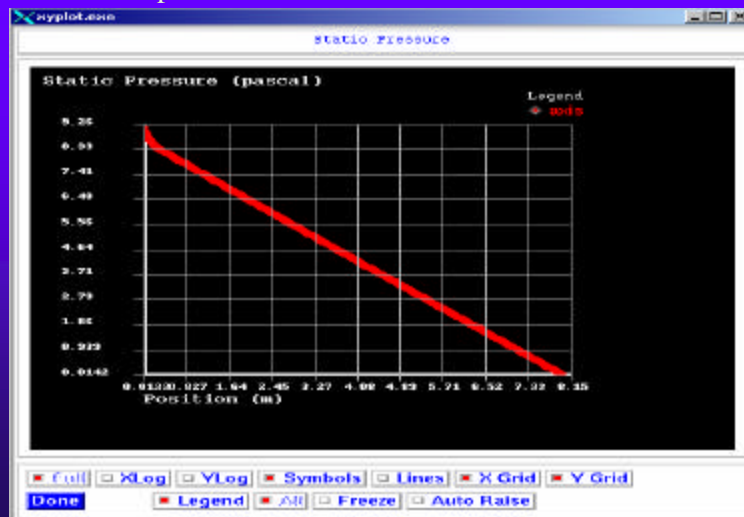 xyplot.exe
Static Pressure
Static Pressure (pascal)
Legend
axis
9.26
8.33
7.41
6.49
5.56
4.64
3.71
2.79
1.86
0.939
0.0142
0.0133 0.827 1.64 2.45 3.27 4.08 4.89 5.71 6.52 7.33 8.15
Position (m)
Full XLog YLog Symbols Lines X Grid Y Grid
Done Legend All Freeze Auto Raise